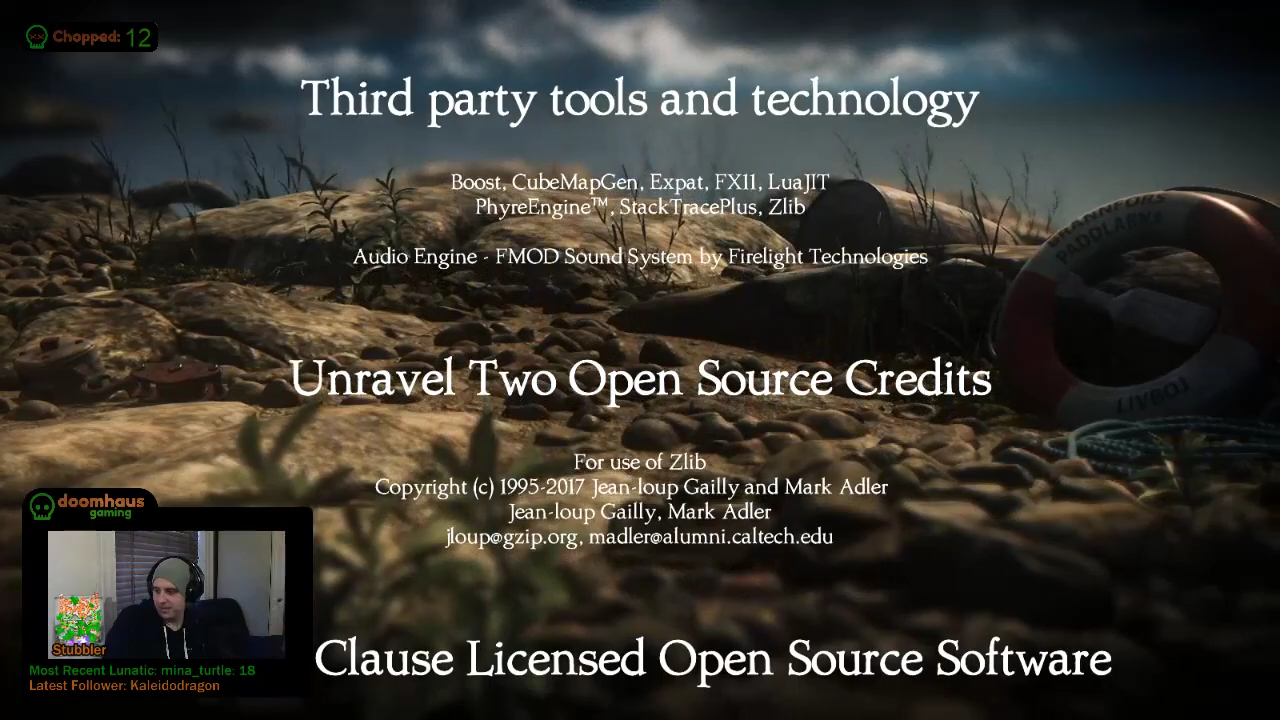 Chopped: 12
Third party tools and technology
Boost, CubeMapGen, Expat, FX11, LuaJIT
PhyreEngine™, StackTracePlus, Zlib
Audio Engine - FMOD Sound System by Firelight Technologies
BRANNFORS
PADDLARNA
LIVBOJ
Unravel Two Open Source Credits
For use of Zlib
Copyright (c) 1995-2017 Jean-loup Gailly and Mark Adler
Jean-loup Gailly, Mark Adler
jloup@gzip.org, madler@alumni.caltech.edu
doomhaus
gaming
Stubbler
Most Recent Lunatic: mina_turtle: 18
Latest Follower: Kaleidodragon
Clause Licensed Open Source Software